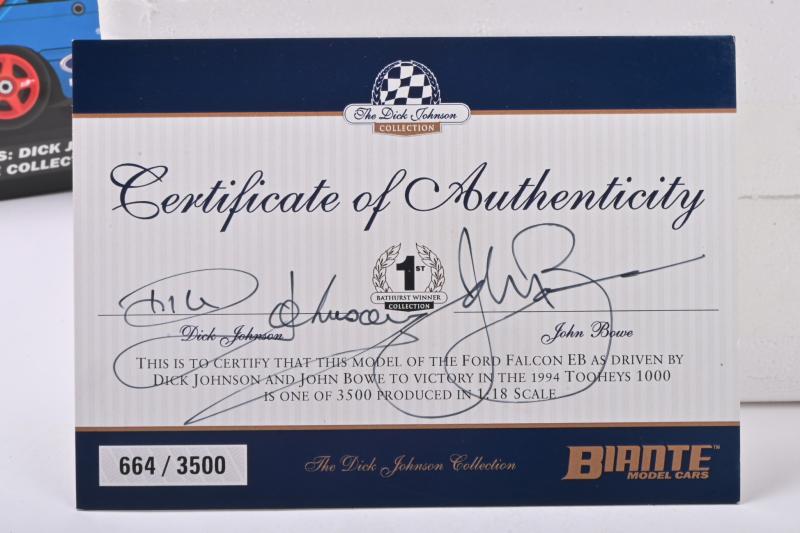 S: DICK J
COLLECT
The Dick Johnson
COLLECTION
Certificate of Authenticity
1ST
BATHURST WINNER
COLLECTION
Dick Johnson
John Bowe
THIS IS TO CERTIFY THAT THIS MODEL OF THE FORD FALCON EB AS DRIVEN BY
DICK JOHNSON AND JOHN BOWE TO VICTORY IN THE 1994 TOOHEYS 1000
IS ONE OF 3500 PRODUCED IN 1.18 SCALE
664 / 3500
The Dick Johnson Collection
BIANTE™
MODEL CARS